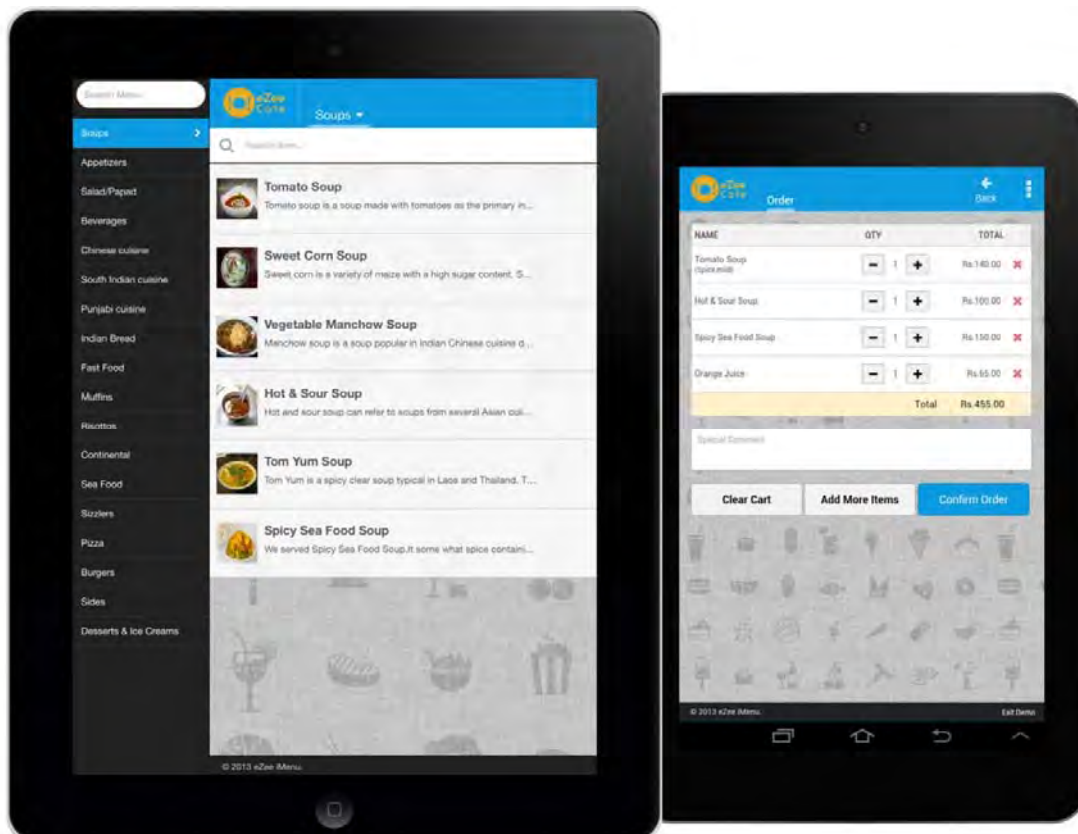 Search Menu
eZee
Cafe
Soups
Search Item...
Soups
Appetizers
Salad/Papad
Beverages
Chinese cuisine
South Indian cuisine
Punjabi cuisine
Indian Bread
Fast Food
Muffins
Risottos
Continental
Sea Food
Sizzlers
Pizza
Burgers
Sides
Desserts & Ice Creams
Tomato Soup
Tomato soup is a soup made with tomatoes as the primary in...
Sweet Corn Soup
Sweet corn is a variety of maize with a high sugar content. S...
Vegetable Manchow Soup
Manchow soup is a soup popular in Indian Chinese cuisine d...
Hot & Sour Soup
Hot and sour soup can refer to soups from several Asian cui...
Tom Yum Soup
Tom Yum is a spicy clear soup typical in Laos and Thailand. T...
Spicy Sea Food Soup
We served Spicy Sea Food Soup.It some what spice containi...
© 2013 eZee iMenu.
eZee
Cafe
Order
Back
NAME QTY TOTAL
Tomato Soup 1 Rs.140.00
(spice:mild)
Hot & Sour Soup 1 Rs.100.00
Spicy Sea Food Soup 1 Rs.150.00
Orange Juice 1 Rs.65.00
Total Rs.455.00
Special Comment
Clear Cart Add More Items Confirm Order
© 2013 eZee iMenu. Exit Demo